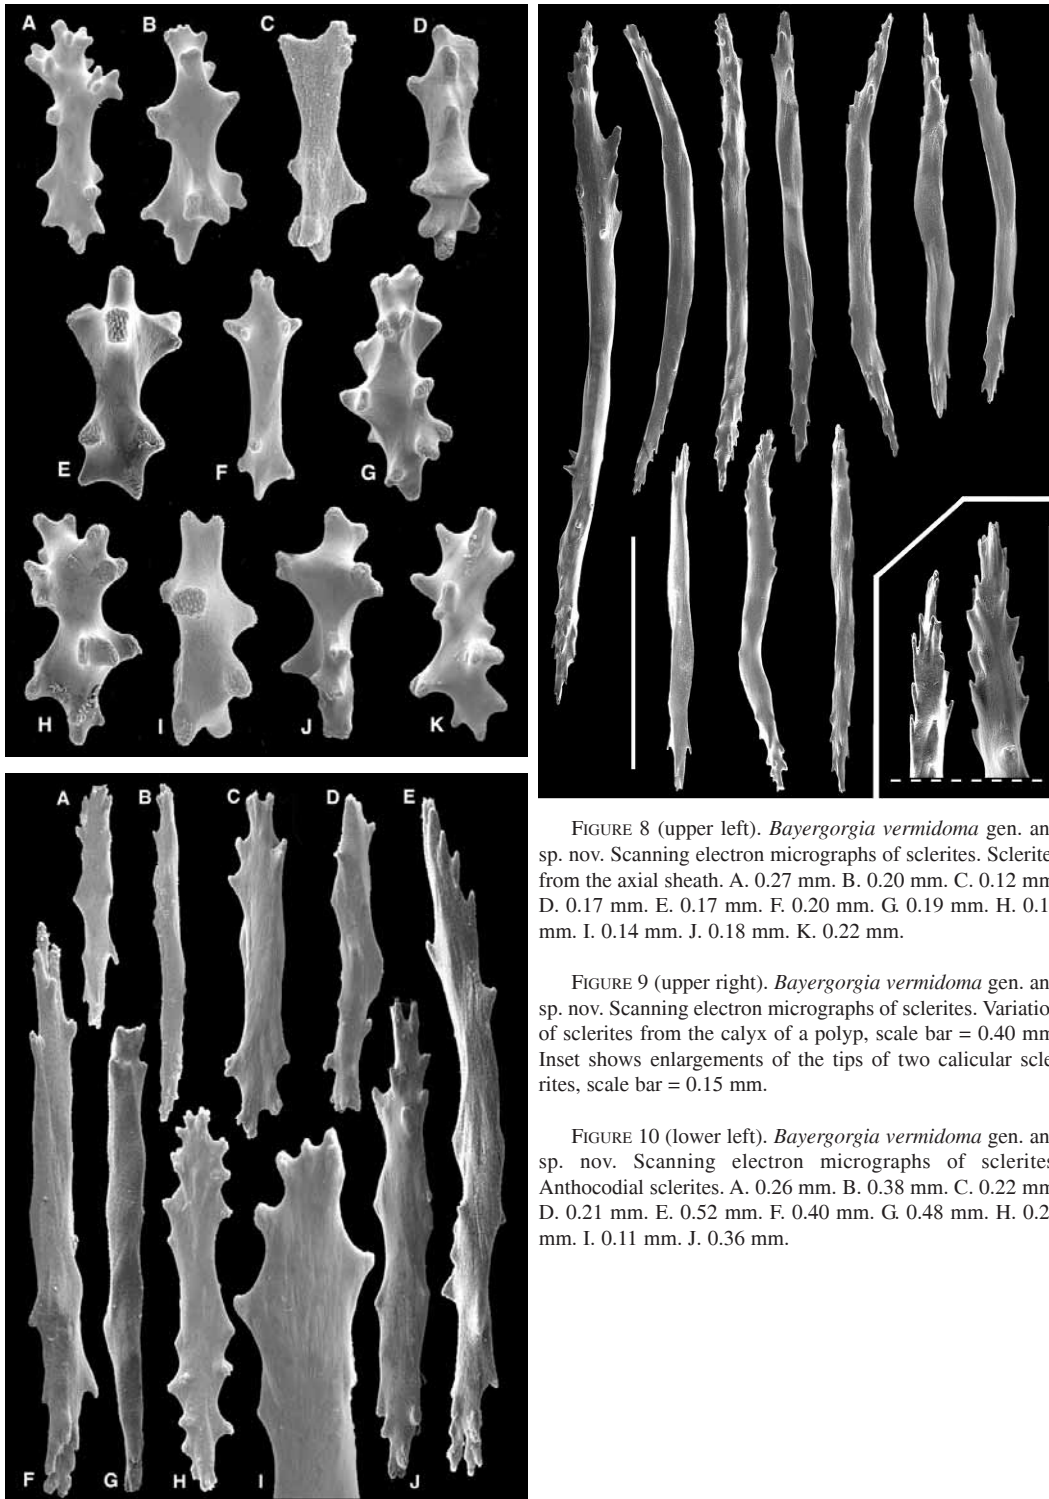 A B C D
E F G
H I J K
A B C D E
F G H I J
FIGURE 8 (upper left). Bayergorgia vermidoma gen. an
sp. nov. Scanning electron micrographs of sclerites. Sclerite
from the axial sheath. A. 0.27 mm. B. 0.20 mm. C. 0.12 mm
D. 0.17 mm. E. 0.17 mm. F. 0.20 mm. G. 0.19 mm. H. 0.1
mm. I. 0.14 mm. J. 0.18 mm. K. 0.22 mm.
FIGURE 9 (upper right). Bayergorgia vermidoma gen. an
sp. nov. Scanning electron micrographs of sclerites. Variatio
of sclerites from the calyx of a polyp, scale bar = 0.40 mm
Inset shows enlargements of the tips of two calicular scle
rites, scale bar = 0.15 mm.
FIGURE 10 (lower left). Bayergorgia vermidoma gen. an
sp. nov. Scanning electron micrographs of sclerites
Anthocodial sclerites. A. 0.26 mm. B. 0.38 mm. C. 0.22 mm
D. 0.21 mm. E. 0.52 mm. F. 0.40 mm. G. 0.48 mm. H. 0.2
mm. I. 0.11 mm. J. 0.36 mm.